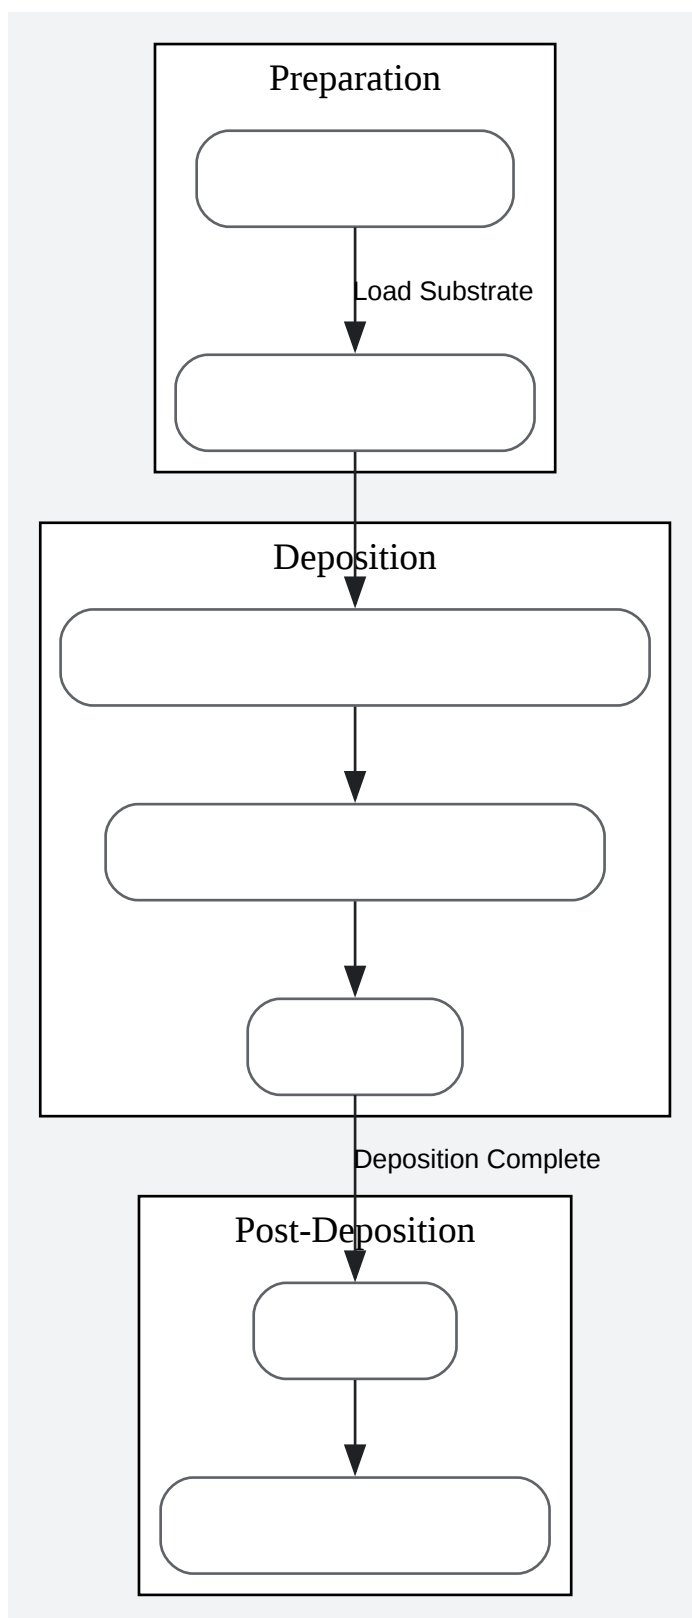 Preparation
Load Substrate
Deposition
Deposition Complete
Post-Deposition